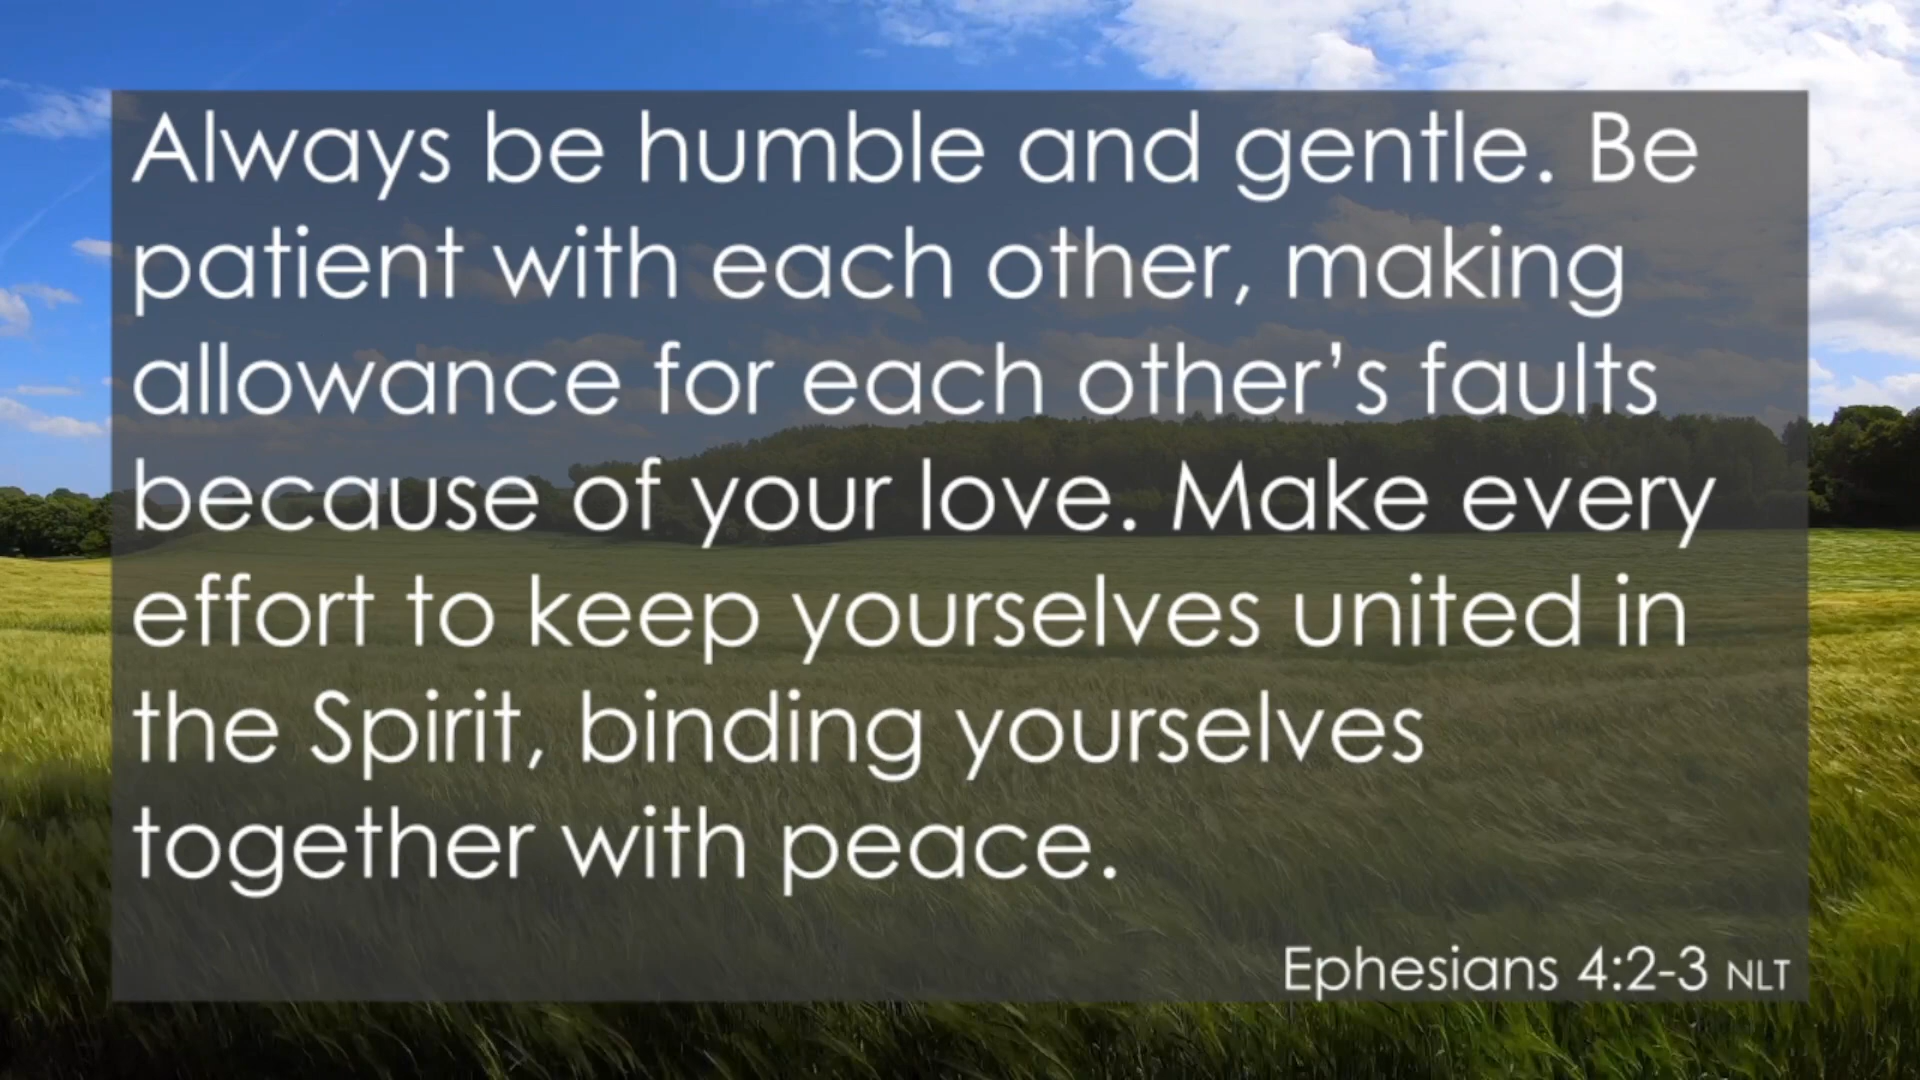 Always be humble and gentle. Be
patient with each other, making
allowance for each other’s faults
because of your love. Make every
effort to keep yourselves united in
the Spirit, binding yourselves
together with peace.
Ephesians 4:2-3 NLT